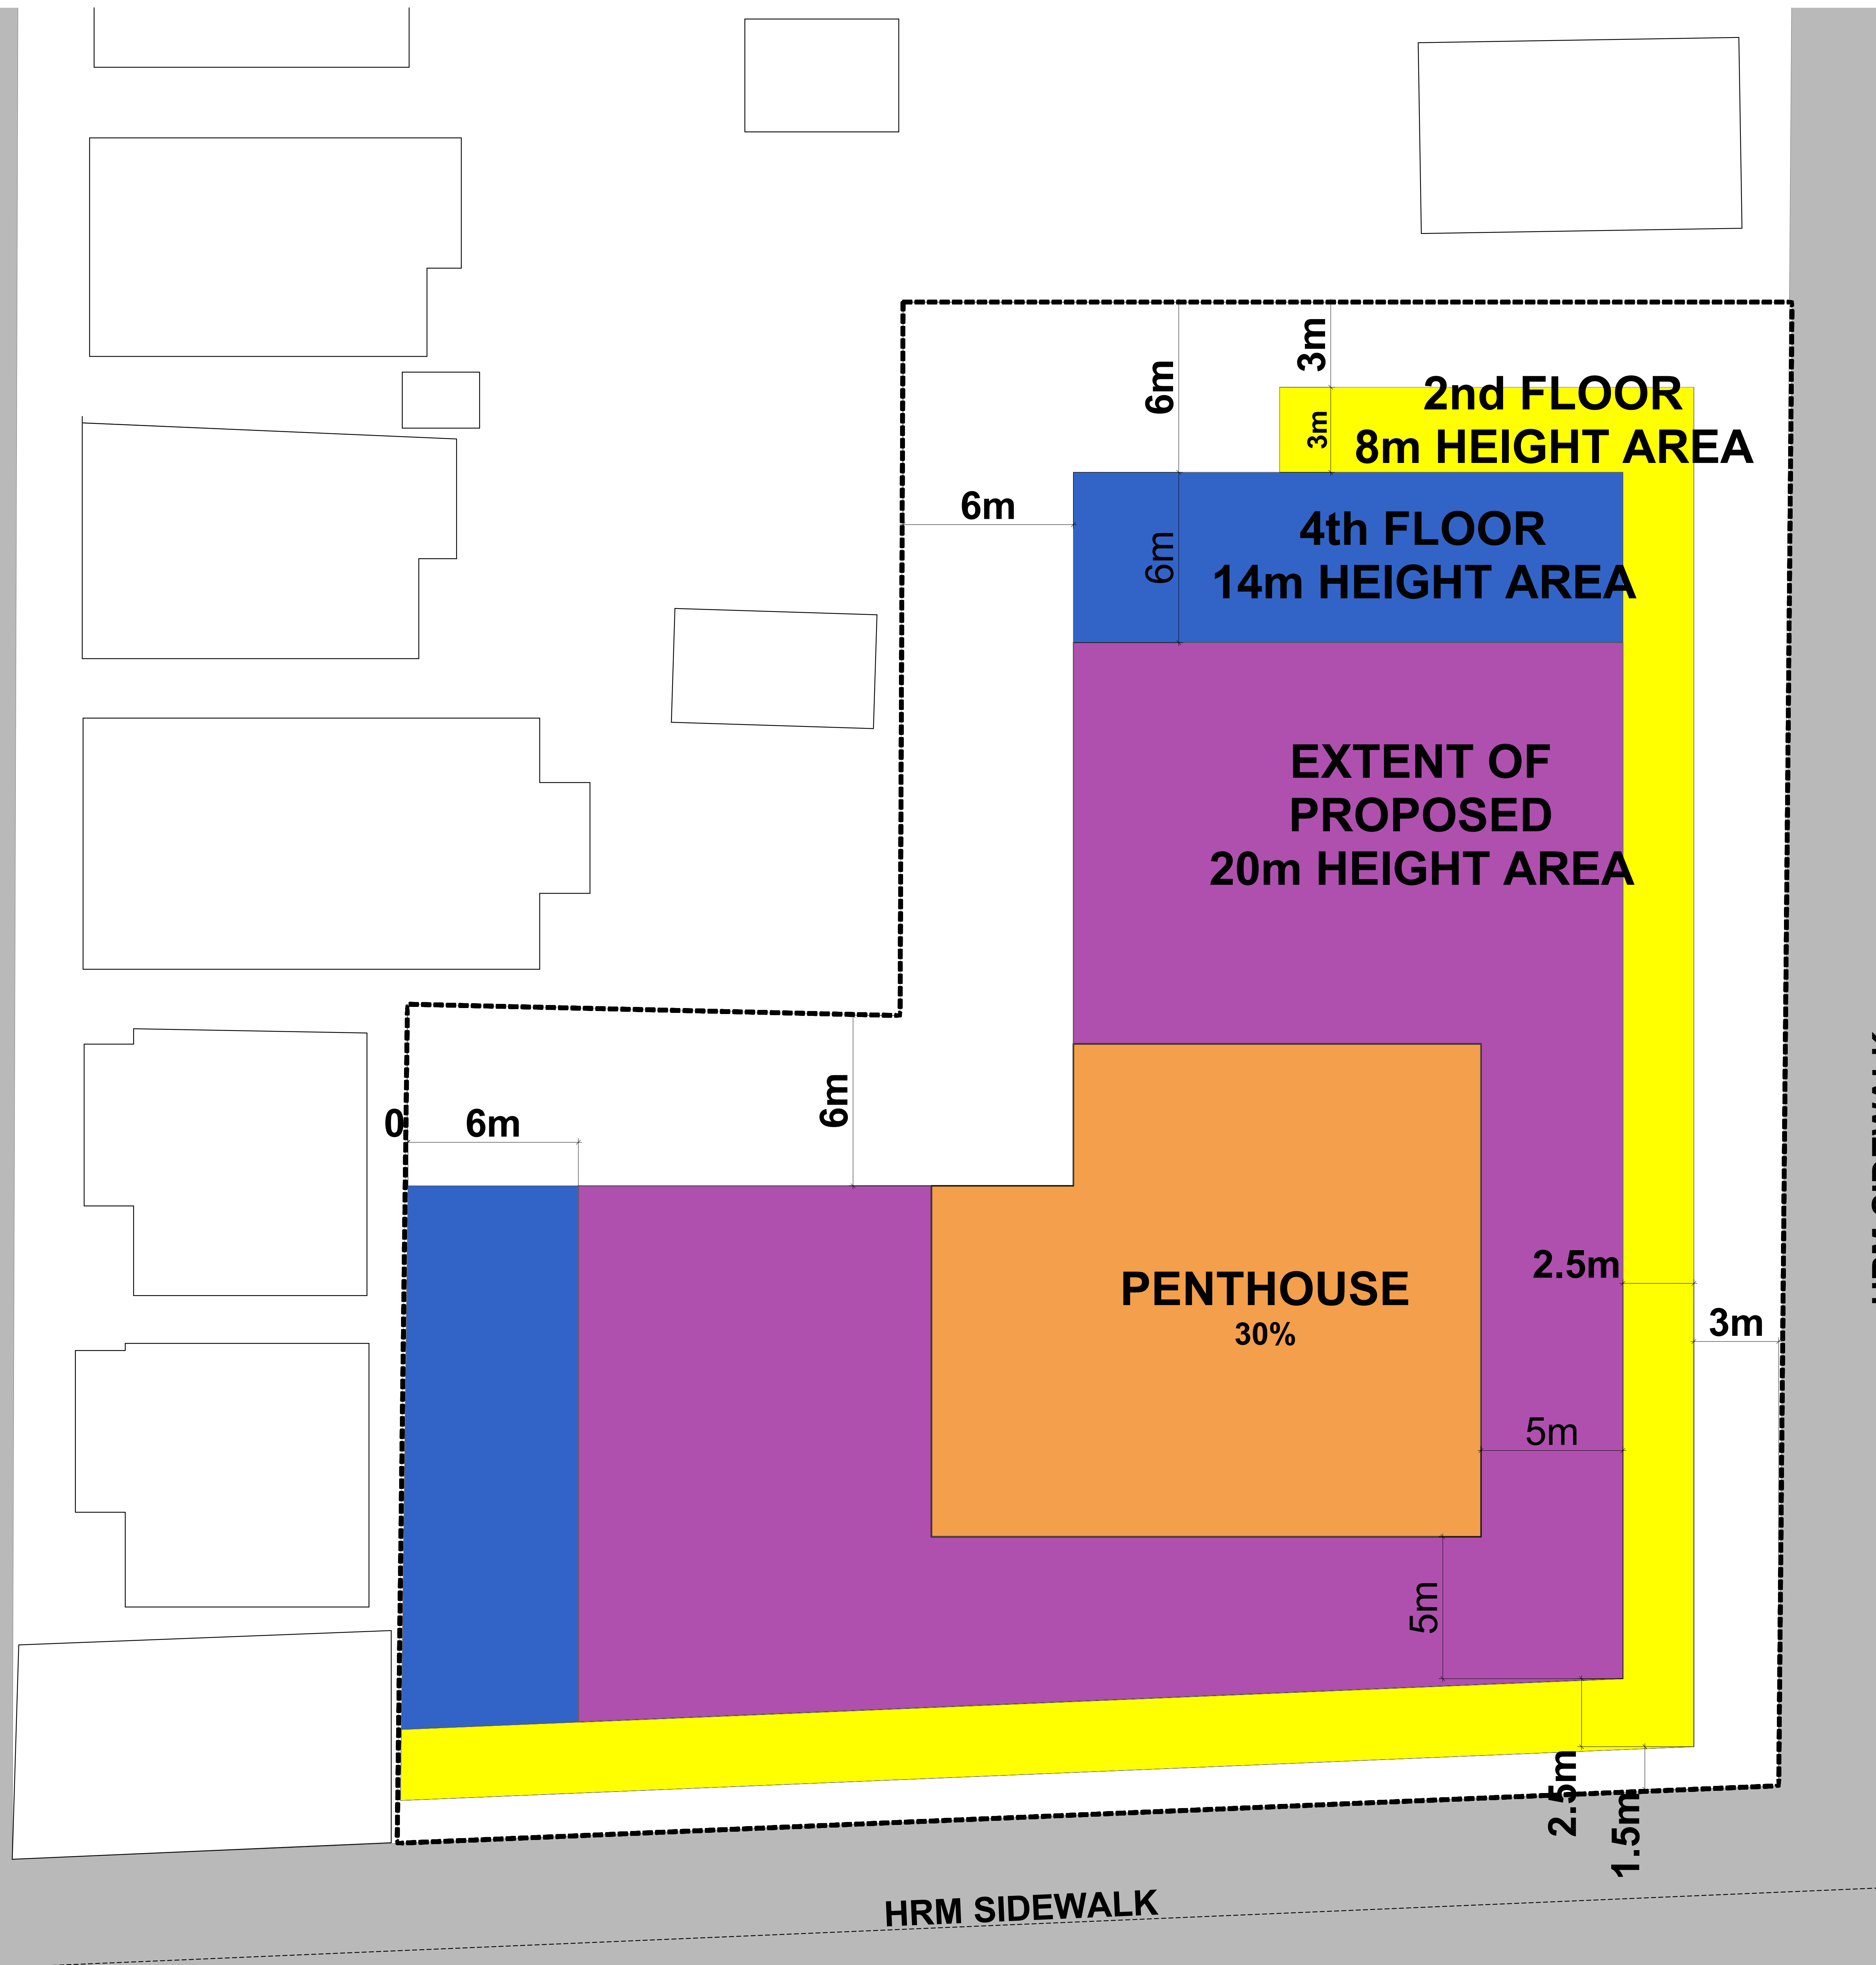 3m
6m
2nd FLOOR
8m HEIGHT AREA
3m
6m
4th FLOOR
14m HEIGHT AREA
6m
EXTENT OF
PROPOSED
20m HEIGHT AREA
0
6m
6m
PENTHOUSE
30%
2.5m
3m
5m
5m
2.5m
1.5m
HRM SIDEWALK